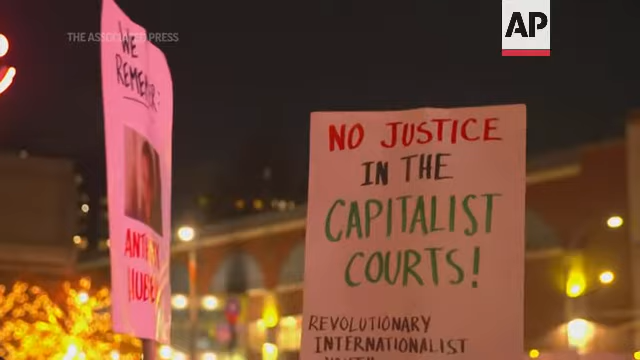 THE ASSOCIATED PRESS
AP
WE
REMEMBER:
NO JUSTICE
IN THE
CAPITALIST
COURTS!
REVOLUTIONARY
INTERNATIONALIST